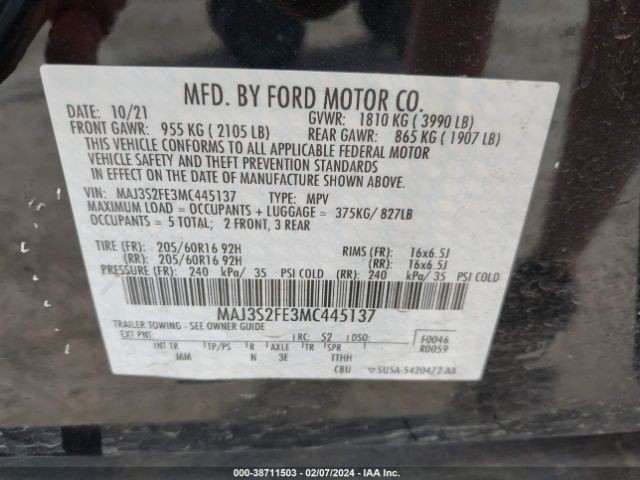 MFD. BY FORD MOTOR CO.
DATE: 10/21
GVWR: 1810 KG ( 3990 LB)
FRONT GAWR: 955 KG ( 2105 LB)
REAR GAWR: 865 KG ( 1907 LB)
THIS VEHICLE CONFORMS TO ALL APPLICABLE FEDERAL MOTOR
VEHICLE SAFETY AND THEFT PREVENTION STANDARDS
IN EFFECT ON THE DATE OF MANUFACTURE SHOWN ABOVE.
VIN: MAJ3S2FE3MC445137 TYPE: MPV
MAXIMUM LOAD = OCCUPANTS + LUGGAGE = 375KG/ 827LB
OCCUPANTS = 5 TOTAL; 2 FRONT, 3 REAR
TIRE (FR): 205/60R16 92H RIMS (FR): 16x6.5J
(RR): 205/60R16 92H (RR): 16x6.5J
PRESSURE (FR): 240 kPa/ 35 PSI COLD (RR): 240 kPa/ 35 PSI COLD
MAJ3S2FE3MC445137
TRAILER TOWING - SEE OWNER GUIDE
EXT PNT: RC: 52 DSO: F0046
INT TR TP/PS R AXLE TR SPR R0059
MM N 3E TTHH
CBU SUSA-S420472-AA
000-38711503 - 02/07/2024 - IAA Inc.